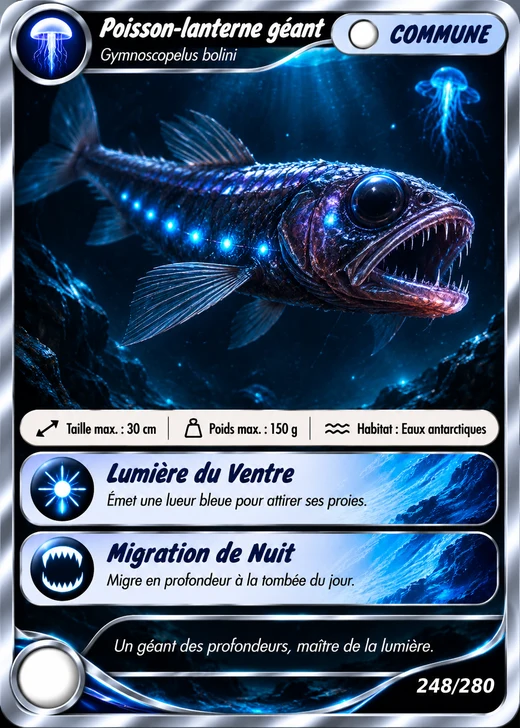 Poisson-lanterne géant
COMMUNE
Gymnoscopelus bolini
Taille max. : 30 cm
Poids max. : 150 g
Habitat : Eaux antarctiques
Lumière du Ventre
Émet une lueur bleue pour attirer ses proies.
Migration de Nuit
Migre en profondeur à la tombée du jour.
Un géant des profondeurs, maître de la lumière.
248/280